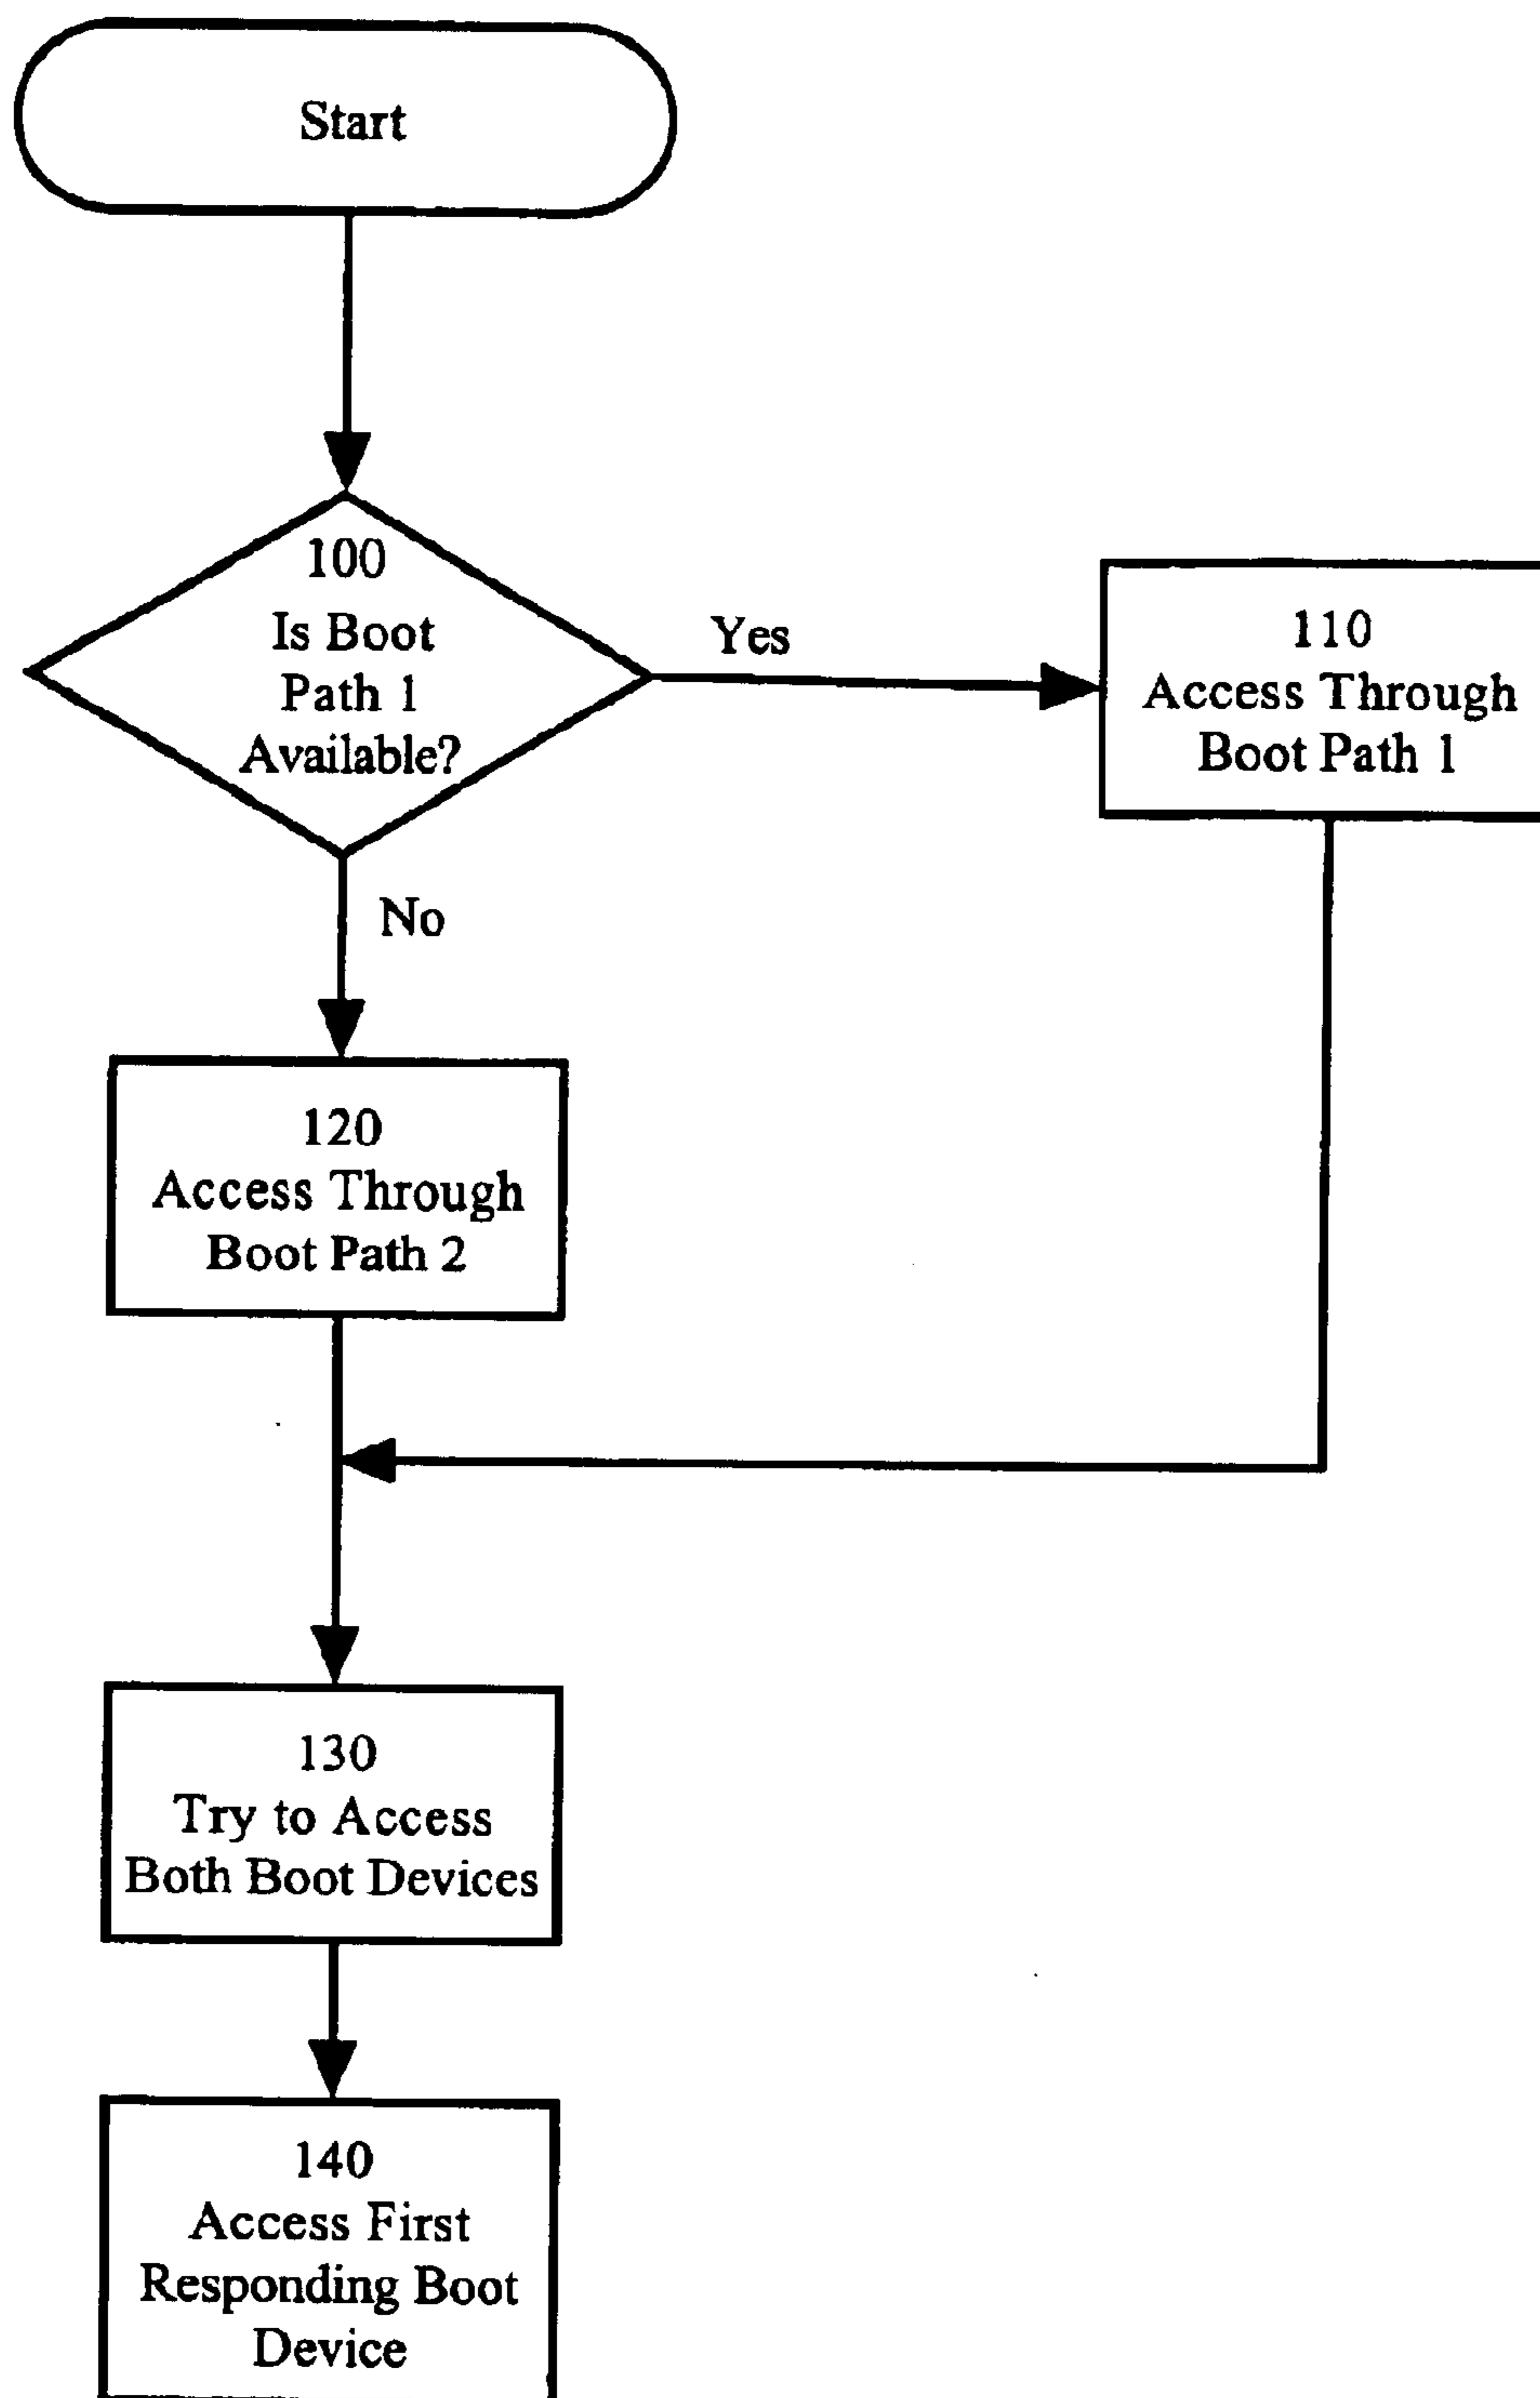 Start
100
Is Boot
Path 1
Available?
Yes
110
Access Through
Boot Path 1
No
120
Access Through
Boot Path 2
130
Try to Access
Both Boot Devices
140
Access First
Responding Boot
Device